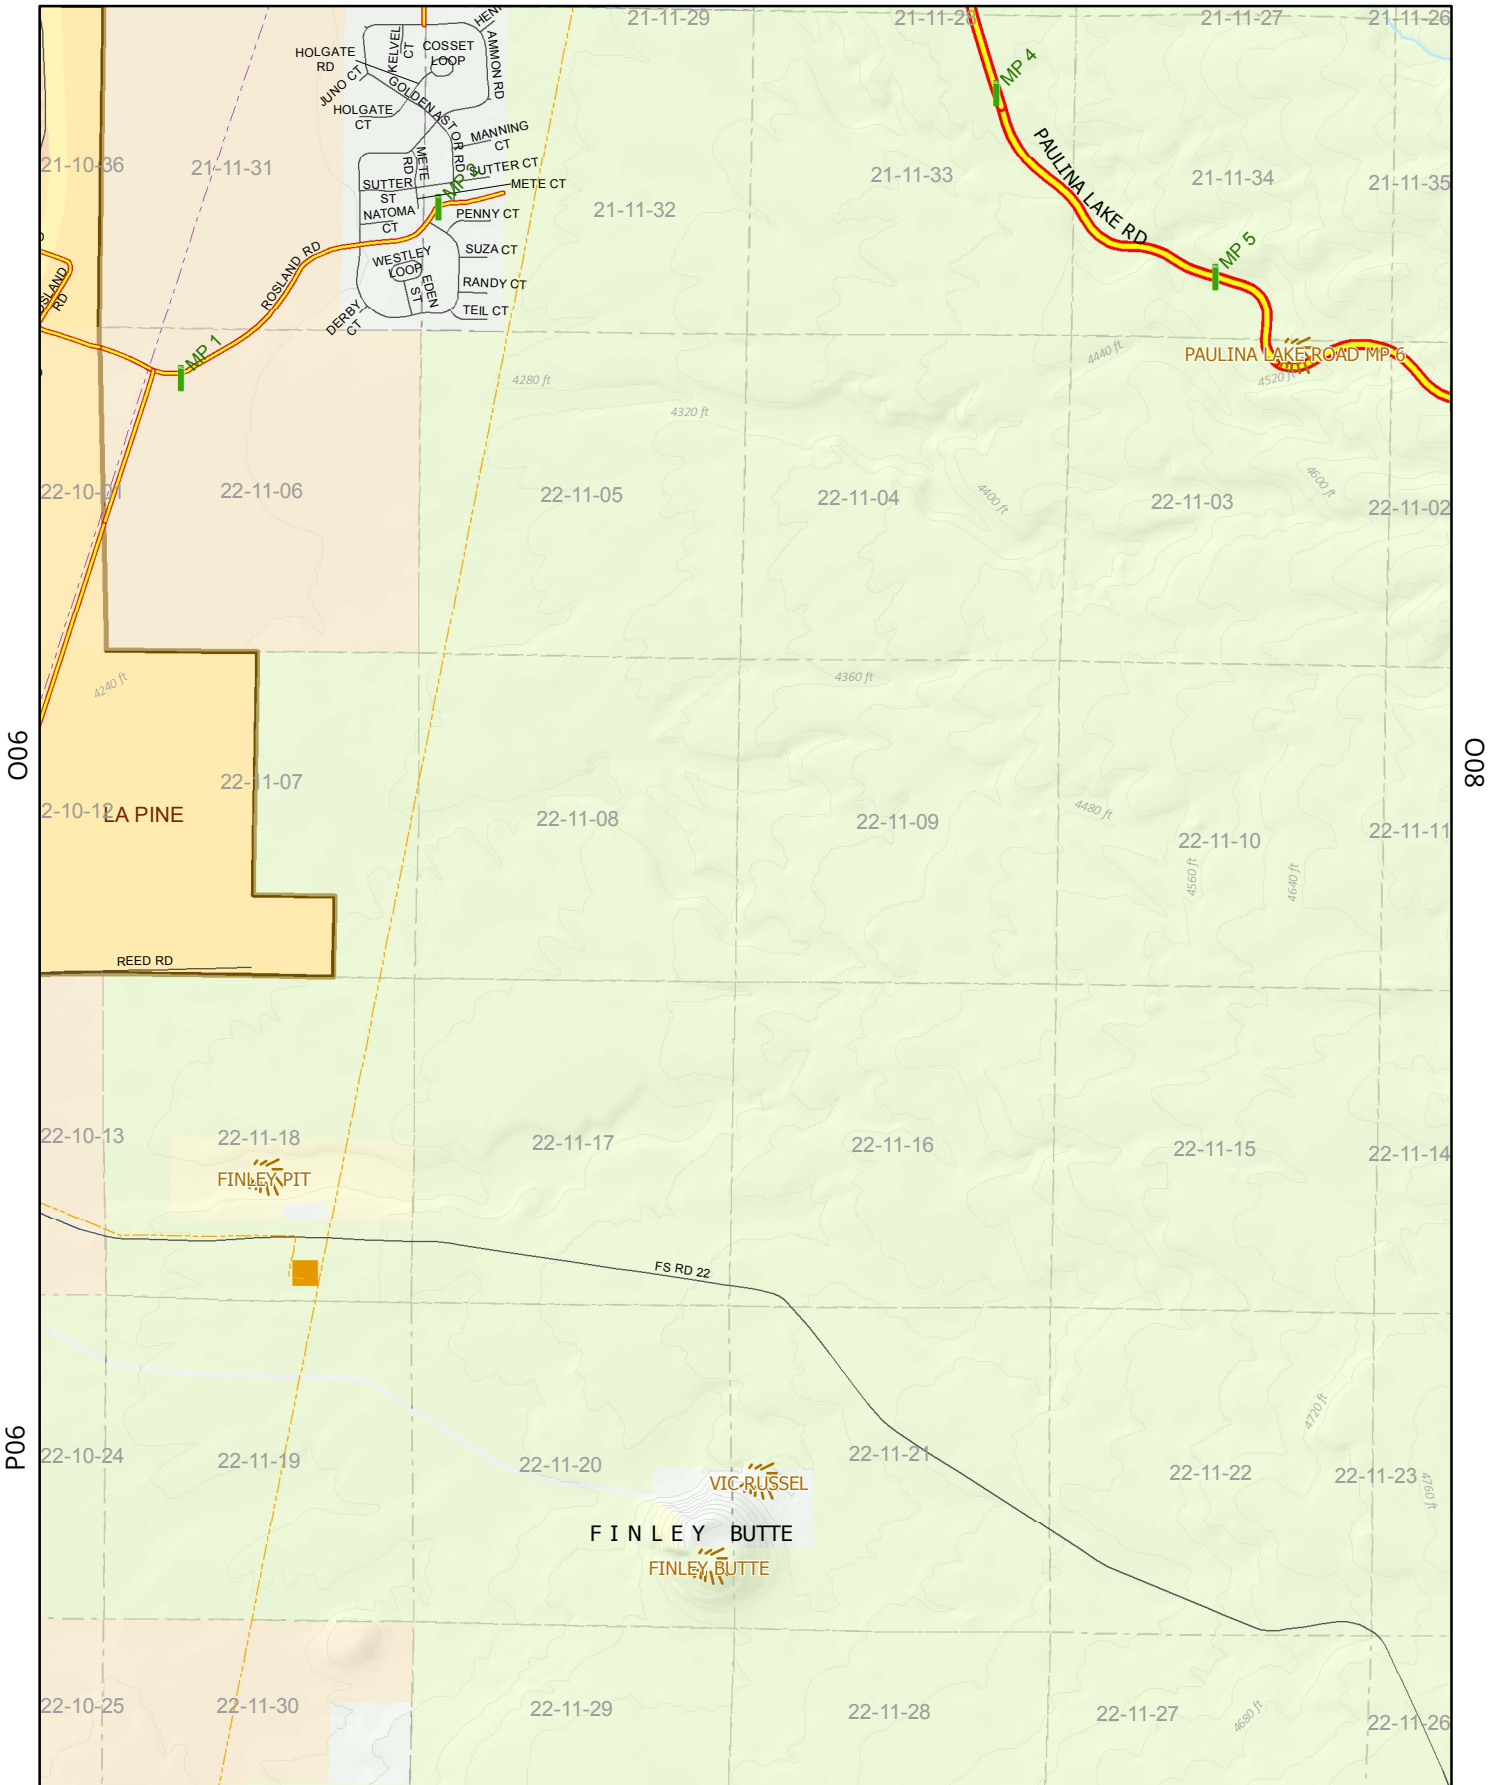 21-11-29
21-11-28
21-11-27
21-11-26
KELVEL
CT
COSSET
LOOP
AMMON RD
HOLGATE
RD
JUNO CT
HOLGATE
CT
GOLDEN ASTOR RD
MANNING
CT
METE
RD
SUTTER CT
SUTTER
ST
METE CT
NATOMA
CT
PENNY CT
WESTLEY
LOOP
SUZA CT
EDEN
ST
RANDY CT
TEIL CT
DERBY
CT
MP 4
PAULINA LAKE RD
MP 5
21-10-36
21-11-31
21-11-32
21-11-33
21-11-34
21-11-35
ROSLAND RD
RD
MP 1
PAULINA LAKE ROAD MP 6
4280 ft
4320 ft
4440 ft
4520 ft
4400 ft
4600 ft
22-10-01
22-11-06
22-11-05
22-11-04
22-11-03
22-11-02
4240 ft
4360 ft
O06
O08
22-11-07
2-10-12
LA PINE
22-11-08
22-11-09
4480 ft
22-11-10
22-11-11
4560 ft
4640 ft
REED RD
22-10-13
22-11-18
22-11-17
22-11-16
22-11-15
22-11-14
FINLEY PIT
FS RD 22
P06
22-10-24
22-11-19
22-11-20
22-11-21
22-11-22
22-11-23
4720 ft
4760 ft
VIC RUSSEL
FINLEY BUTTE
FINLEY BUTTE
22-10-25
22-11-30
22-11-29
22-11-28
22-11-27
22-11-26
4680 ft